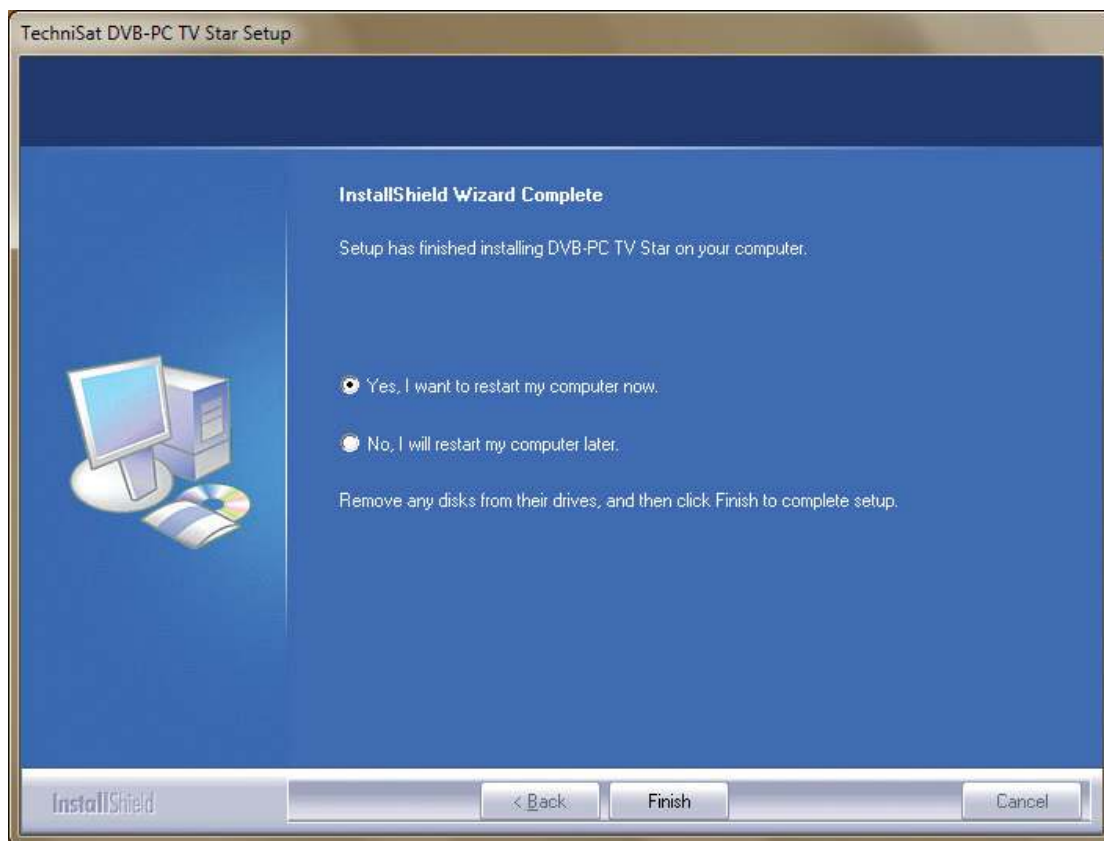 TechniSat DVB-PC TV Star Setup
InstallShield Wizard Complete
Setup has finished installing DVB-PC TV Star on your computer.
Yes, I want to restart my computer now.
No, I will restart my computer later.
Remove any disks from their drives, and then click Finish to complete setup.
InstallShield
< Back
Finish
Cancel